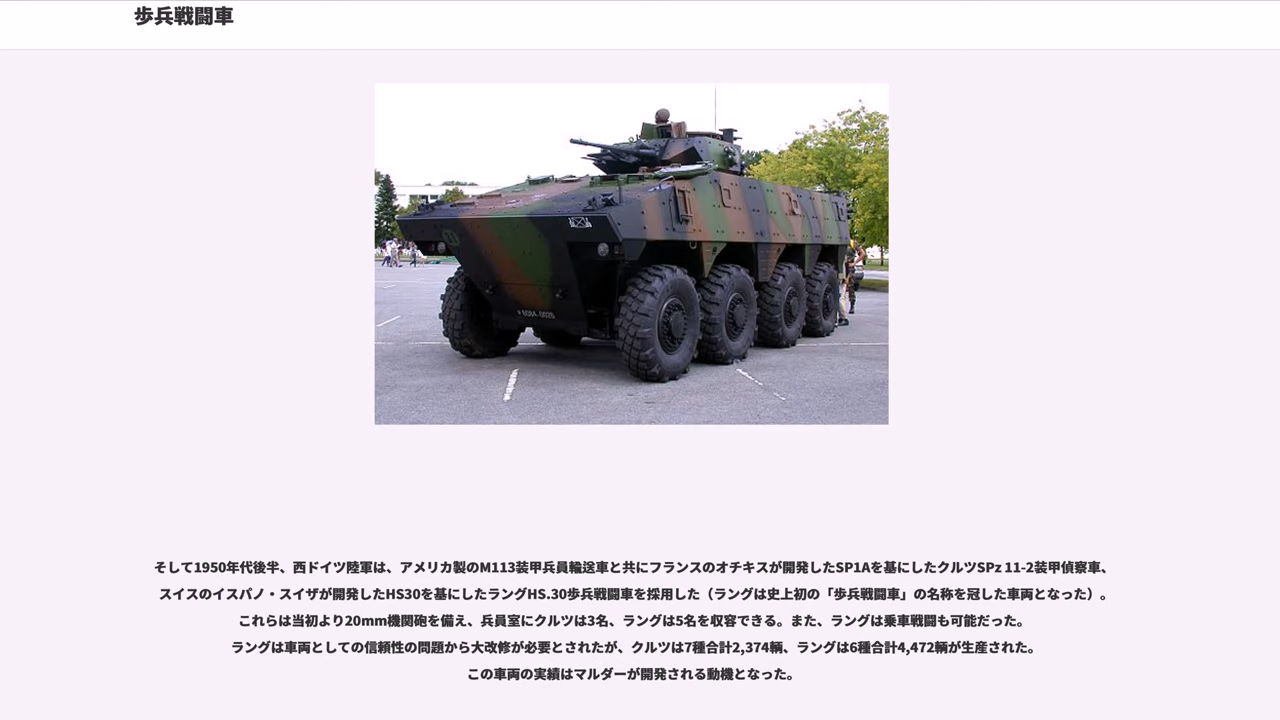 歩兵戦闘車
そして1950年代後半、西ドイツ陸軍は、アメリカ製のM113装甲兵員輸送車と共にフランスのオチキスが開発したSP1Aを基にしたクルツSPz 11-2装甲偵察車、
スイスのイスパノ・スイザが開発したHS30を基にしたラングHS.30歩兵戦闘車を採用した（ラングは史上初の「歩兵戦闘車」の名称を冠した車両となった）。
これらは当初より20mm機関砲を備え、兵員室にクルツは3名、ラングは5名を収容できる。また、ラングは乗車戦闘も可能だった。
ラングは車両としての信頼性の問題から大改修が必要とされたが、クルツは7種合計2,374輌、ラングは6種合計4,472輌が生産された。
この車両の実績はマルダーが開発される動機となった。